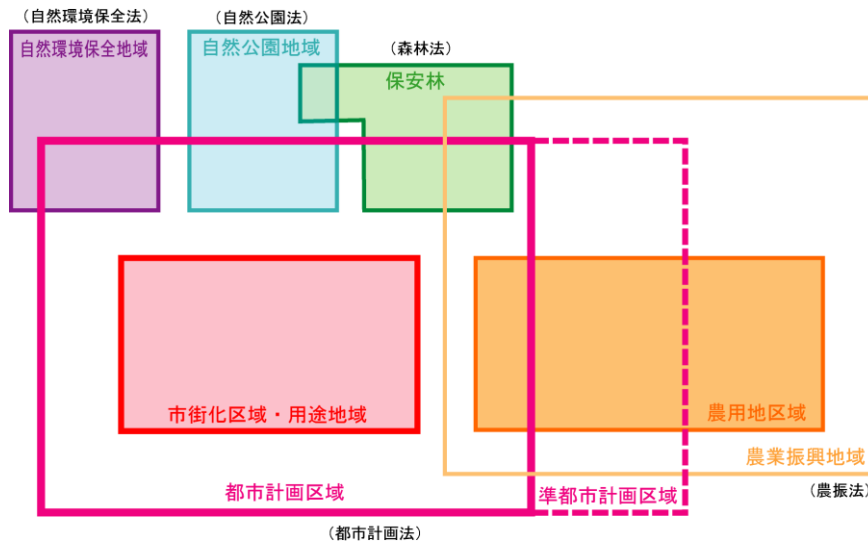 （自然環境保全法）
（自然公園法）
自然環境保全地域
自然公園地域
（森林法）
保安林
市街化区域・用途地域
農用地区域
農業振興地域
都市計画区域
準都市計画区域
（農振法）
（都市計画法）